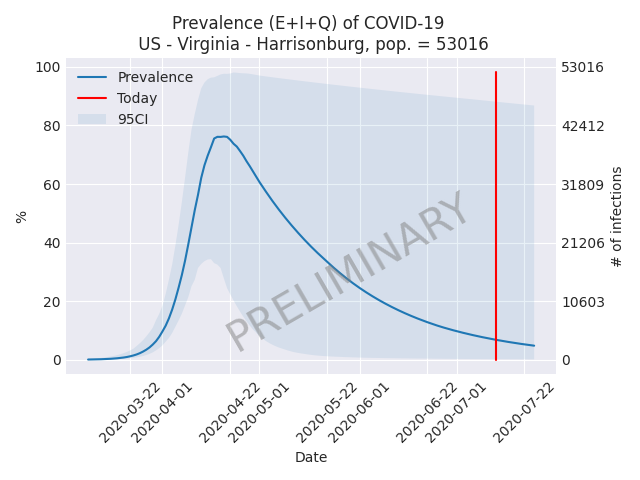 Prevalence (E+I+Q) of COVID-19
US - Virginia - Harrisonburg, pop. = 53016
Prevalence
Today
95CI
100
80
60
40
20
0
%
53016
42412
31809
21206
10603
0
# of infections
PRELIMINARY
2020-03-22
2020-04-01
2020-04-22
2020-05-01
2020-05-22
2020-06-01
2020-06-22
2020-07-01
2020-07-22
Date